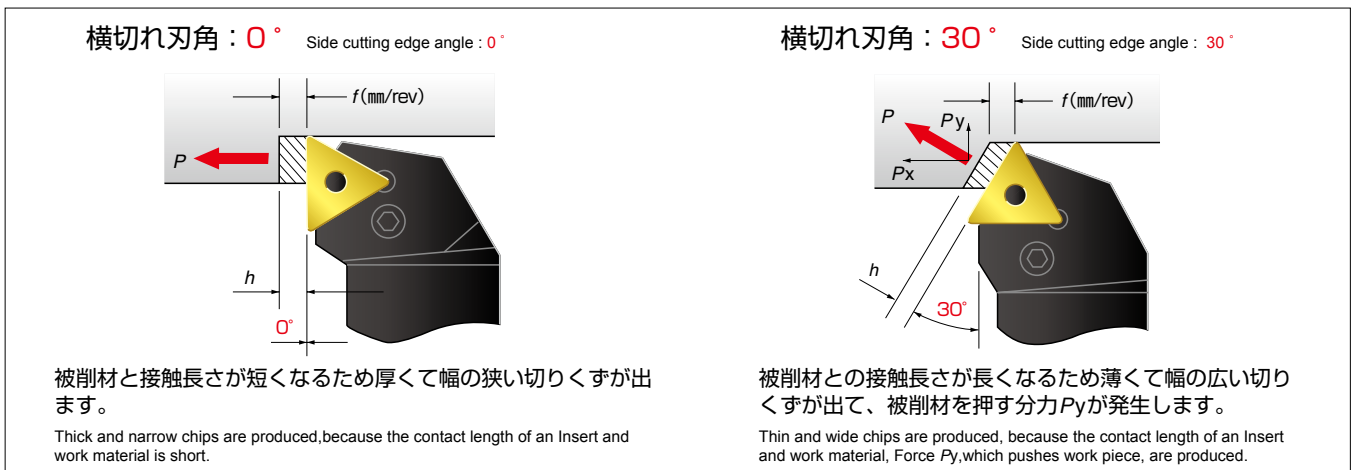 横切れ刃角：0° Side cutting edge angle : 0°
f(mm/rev)
P
h
0°
被削材と接触長さが短くなるため厚くて幅の狭い切りくずが出
ます。
Thick and narrow chips are produced,because the contact length of an Insert and
work material is short.
横切れ刃角：30° Side cutting edge angle : 30°
f(mm/rev)
P
Py
Px
h
30°
被削材との接触長さが長くなるため薄くて幅の広い切り
くずが出て、被削材を押す分力Pyが発生します。
Thin and wide chips are produced, because the contact length of an Insert
and work material, Force Py,which pushes work piece, are produced.